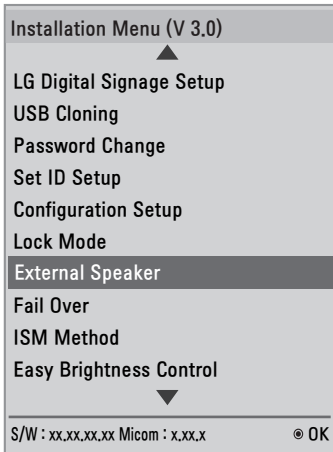 Installation Menu (V 3.0)
LG Digital Signage Setup
USB Cloning
Password Change
Set ID Setup
Configuration Setup
Lock Mode
External Speaker
Fail Over
ISM Method
Easy Brightness Control
S/W : xx.xx.xx.xx Micom : x.xx.x ◉ OK